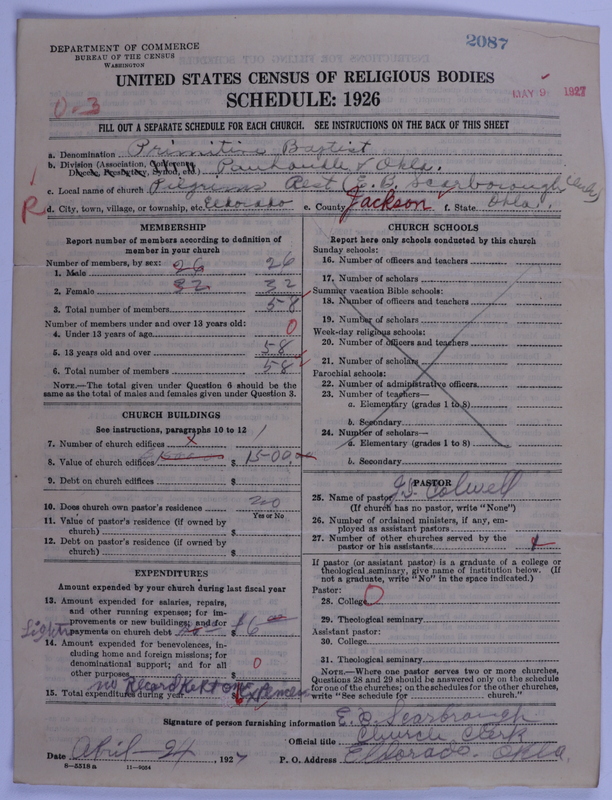 DEPARTMENT OF COMMERCE
BUREAU OF THE CENSUS
WASHINGTON
2087
UNITED STATES CENSUS OF RELIGIOUS BODIES
SCHEDULE: 1926
MAY 9 1927
0-3
FILL OUT A SEPARATE SCHEDULE FOR EACH CHURCH. SEE INSTRUCTIONS ON THE BACK OF THIS SHEET
a. Denomination Primitive Baptist
b. Division (Association, Conference, Diocese, Presbytery, Synod, etc.) Panhandle of Okla.
c. Local name of church Pilgrims Rest (E. B. Scarborough Clerk)
R
d. City, town, village, or township, etc. Eldorado e. County Jackson f. State Okla.
MEMBERSHIP
Report number of members according to definition of
member in your church
Number of members, by sex:
1. Male 26 26
2. Female 32 32
3. Total number of members 58
Number of members under and over 13 years old:
4. Under 13 years of age 0
5. 13 years old and over 58
6. Total number of members 58
NOTE.—The total given under Question 6 should be the
same as the total of males and females given under Question 3.
CHURCH BUILDINGS
See instructions, paragraphs 10 to 12
7. Number of church edifices x 1
8. Value of church edifices $ 1500.00
9. Debt on church edifices $
10. Does church own pastor's residence? no
Yes or No
11. Value of pastor's residence (if owned by
church) $
12. Debt on pastor's residence (if owned by
church) $
EXPENDITURES
Amount expended by church during last fiscal year
13. Amount expended for salaries, repairs,
and other running expenses; for im-
provements or new buildings; and for
payments on church debt $ 6 00
14. Amount expended for benevolences, in-
cluding home and foreign missions; for
denominational support; and for all
other purposes 0
no Record Kept on Expences
15. Total expenditures during year
CHURCH SCHOOLS
Report here only schools conducted by this church
Sunday schools:
16. Number of officers and teachers
17. Number of scholars
Summer vacation Bible schools:
18. Number of officers and teachers
19. Number of scholars
Week-day religious schools:
20. Number of officers and teachers
21. Number of scholars
Parochial schools:
22. Number of administrative officers
23. Number of teachers—
a. Elementary (grades 1 to 8)
b. Secondary
24. Number of scholars—
a. Elementary (grades 1 to 8)
b. Secondary
PASTOR
25. Name of pastor J. D. Colwell
(If church has no pastor, write "None")
26. Number of ordained ministers, if any, em-
ployed as assistant pastors
27. Number of other churches served by the
pastor or his assistants
If pastor (or assistant pastor) is a graduate of a college or
theological seminary, give name of institution below. (If
not a graduate, write "No" in the space indicated.)
Pastor:
28. College 0
29. Theological seminary
Assistant pastor:
30. College
31. Theological seminary
NOTE.—Where one pastor serves two or more churches,
Questions 28 and 29 should be answered only on the schedule
for one of the churches; on the schedules for the other churches,
write "See schedule for church."
Signature of person furnishing information E. B. Scarbrough
Official title Church Clerk
Date April—24, 1927 P. O. Address Eldorado. Okla.
8—5318 a 11—9054